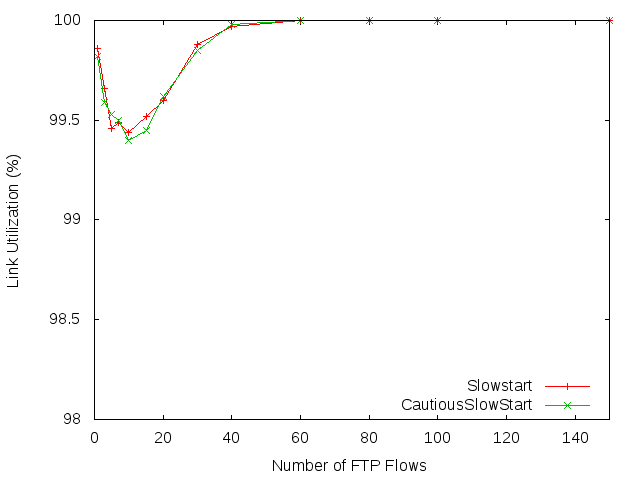 100
99.5
99
98.5
98
Link Utilization (%)
Slowstart
CautiousSlowStart
0 20 40 60 80 100 120 140
Number of FTP Flows